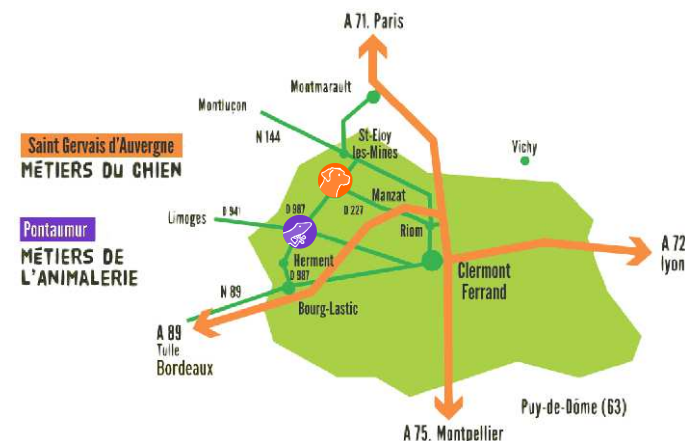 A 71. Paris
Montmarault
Montluçon
N 144
St-Eloy
les-Mines
Vichy
Saint Gervais d'Auvergne
MÉTIERS DU CHIEN
Manzat
Limoges
D 941
D 987
D 227
Riom
Pontaumur
MÉTIERS DE
L'ANIMALERIE
Herment
D 987
Clermont
Ferrand
A 72
lyon
N 89
Bourg-Lastic
A 89
Tulle
Bordeaux
Puy-de-Dôme (63)
A 75. Montpellier